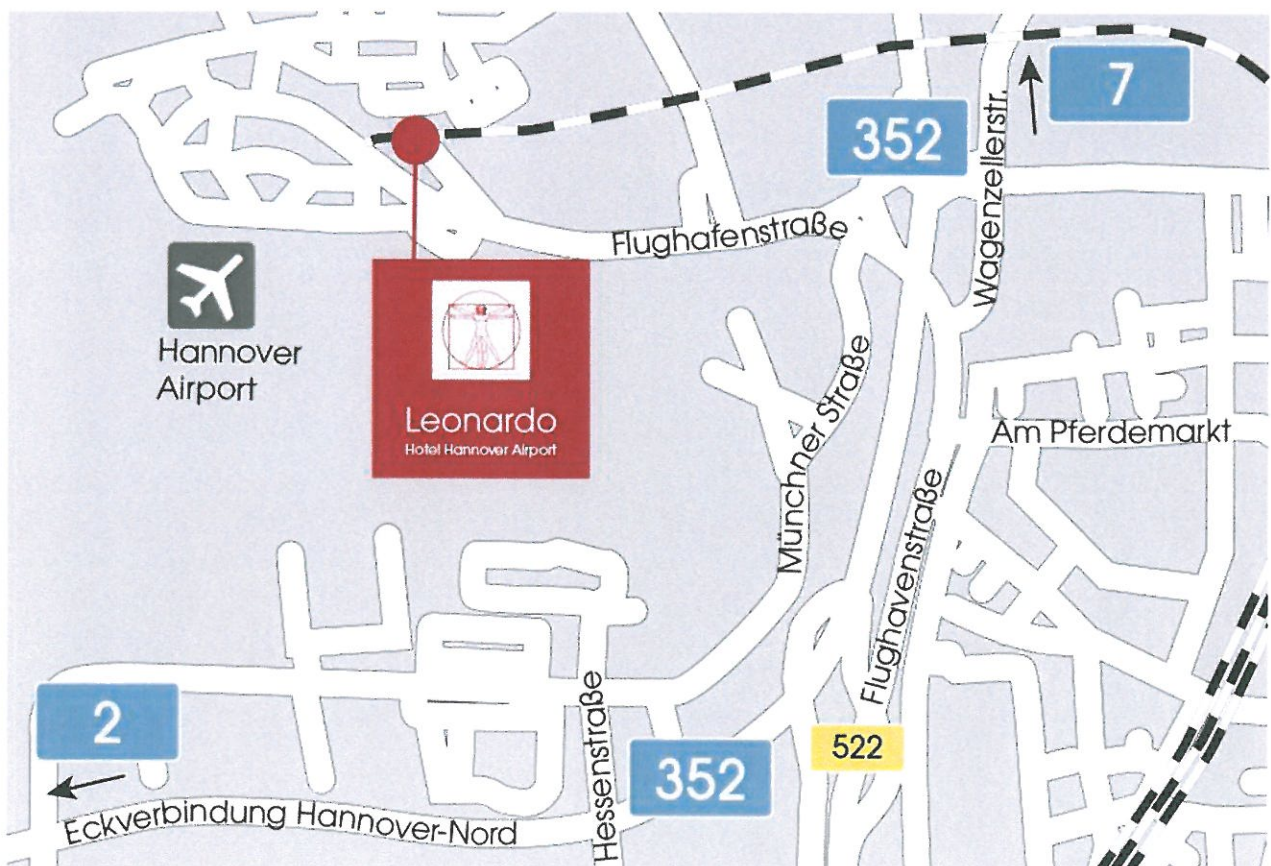 7
352
Wagenzellerstr.
Flughafenstraße
Hannover
Airport
Leonardo
Hotel Hannover Airport
Münchner Straße
Am Pferdemarkt
Flughavenstraße
Hessenstraße
2
352
522
Eckverbindung Hannover-Nord